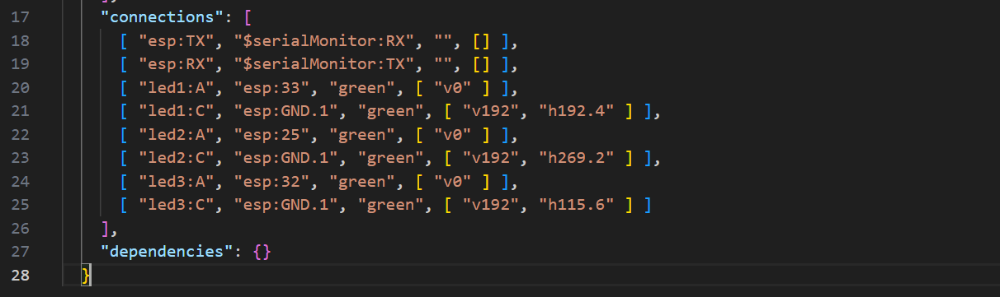 17 "connections": [
18 [ "esp:TX", "$serialMonitor:RX", "", [] ],
19 [ "esp:RX", "$serialMonitor:TX", "", [] ],
20 [ "led1:A", "esp:33", "green", [ "v0" ] ],
21 [ "led1:C", "esp:GND.1", "green", [ "v192", "h192.4" ] ],
22 [ "led2:A", "esp:25", "green", [ "v0" ] ],
23 [ "led2:C", "esp:GND.1", "green", [ "v192", "h269.2" ] ],
24 [ "led3:A", "esp:32", "green", [ "v0" ] ],
25 [ "led3:C", "esp:GND.1", "green", [ "v192", "h115.6" ] ]
26 ],
27 "dependencies": {}
28 }